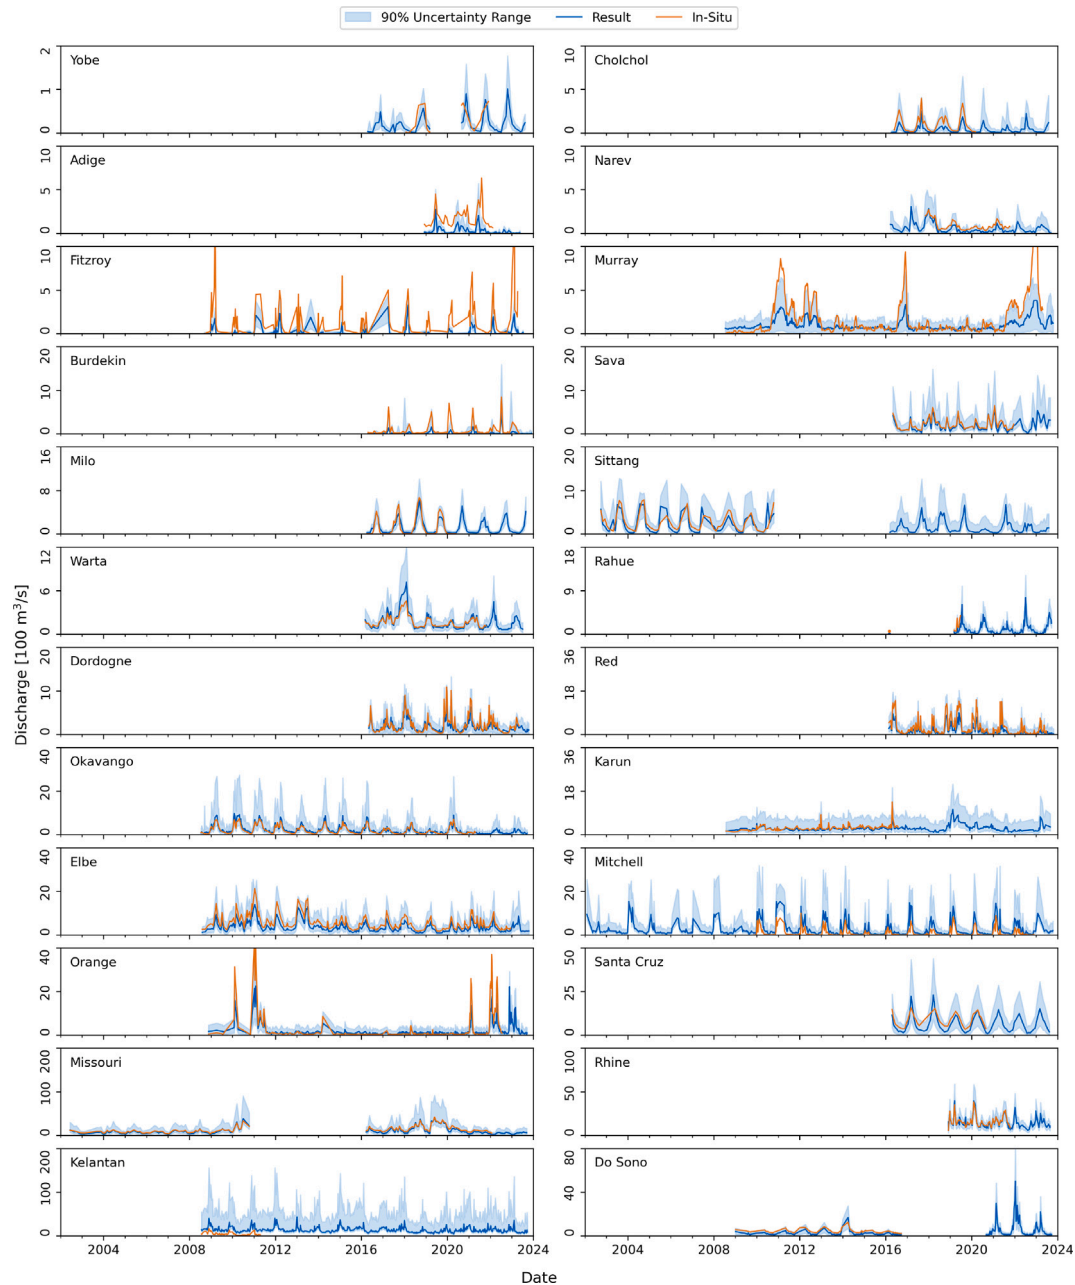 90% Uncertainty Range Result In-Situ
Yobe
0 1 2
Cholchol
0 5 10
Adige
0 5 10
Narev
0 5 10
Fitzroy
0 5 10
Murray
0 5 10
Burdekin
0 10 20
Sava
0 10 20
Milo
0 8 16
Sittang
0 10 20
Warta
0 6 12
Rahue
0 9 18
Dordogne
0 10 20
Red
0 18 36
Okavango
0 20 40
Karun
0 18 36
Elbe
0 20 40
Mitchell
0 20 40
Orange
0 20 40
Santa Cruz
0 25 50
Missouri
0 100 200
Rhine
0 50 100
Kelantan
0 100 200
Do Sono
0 40 80
2004 2008 2012 2016 2020 2024
2004 2008 2012 2016 2020 2024
Discharge [100 m³/s]
Date